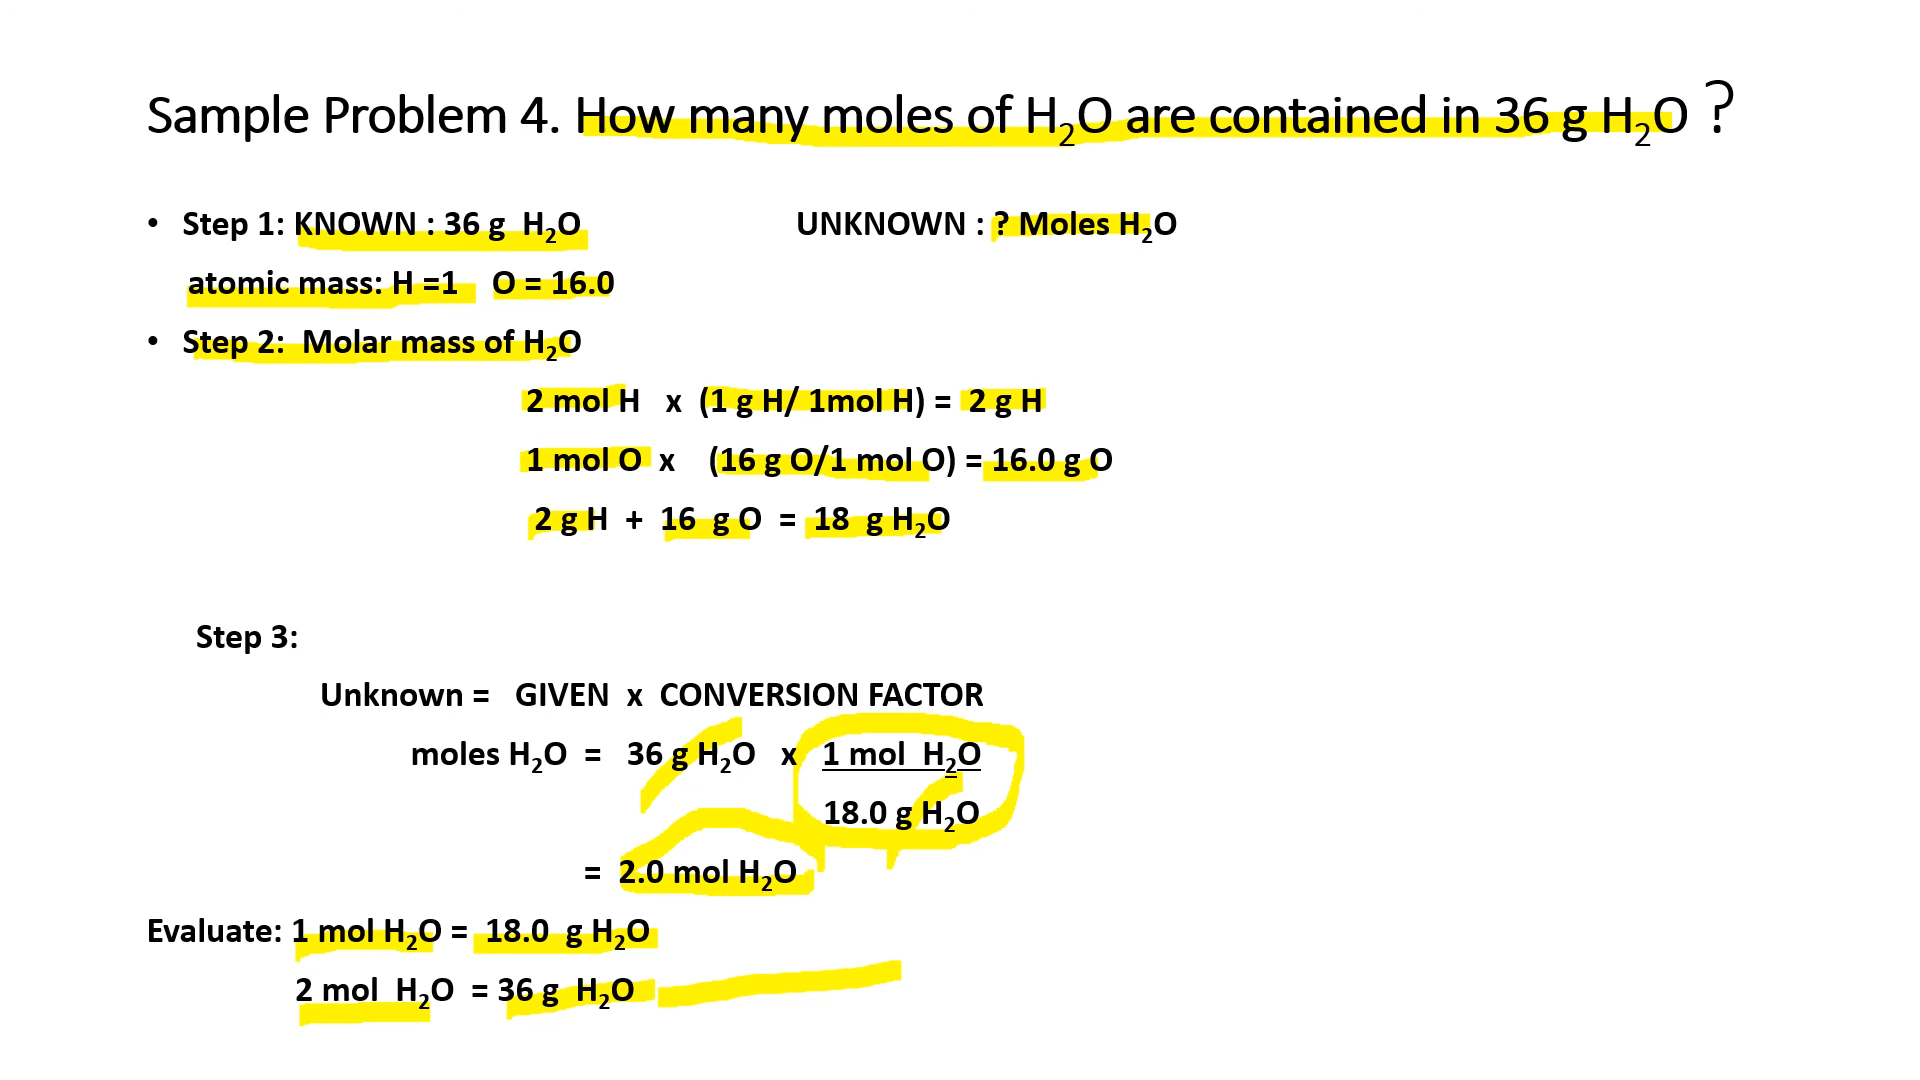 Sample Problem 4. How many moles of H₂O are contained in 36 g H₂O ?
• Step 1: KNOWN : 36 g H₂O UNKNOWN : ? Moles H₂O
atomic mass: H =1 O = 16.0
• Step 2: Molar mass of H₂O
2 mol H x (1 g H/ 1mol H) = 2 g H
1 mol O x (16 g O/1 mol O) = 16.0 g O
2 g H + 16 g O = 18 g H₂O
Step 3:
Unknown = GIVEN x CONVERSION FACTOR
moles H₂O = 36 g H₂O x 1 mol H₂O
18.0 g H₂O
= 2.0 mol H₂O
Evaluate: 1 mol H₂O = 18.0 g H₂O
2 mol H₂O = 36 g H₂O